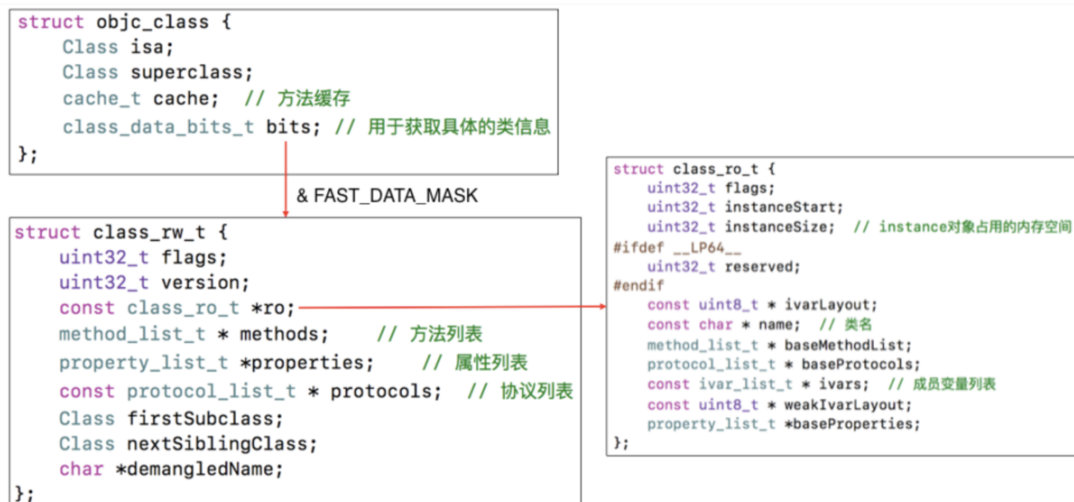 struct objc_class {
    Class isa;
    Class superclass;
    cache_t cache;  // 方法缓存
    class_data_bits_t bits; // 用于获取具体的类信息
};
& FAST_DATA_MASK
struct class_rw_t {
    uint32_t flags;
    uint32_t version;
    const class_ro_t *ro;
    method_list_t * methods;    // 方法列表
    property_list_t *properties;    // 属性列表
    const protocol_list_t * protocols;  // 协议列表
    Class firstSubclass;
    Class nextSiblingClass;
    char *demangledName;
};
struct class_ro_t {
    uint32_t flags;
    uint32_t instanceStart;
    uint32_t instanceSize;  // instance对象占用的内存空间
#ifdef __LP64__
    uint32_t reserved;
#endif
    const uint8_t * ivarLayout;
    const char * name;  // 类名
    method_list_t * baseMethodList;
    protocol_list_t * baseProtocols;
    const ivar_list_t * ivars;  // 成员变量列表
    const uint8_t * weakIvarLayout;
    property_list_t *baseProperties;
};